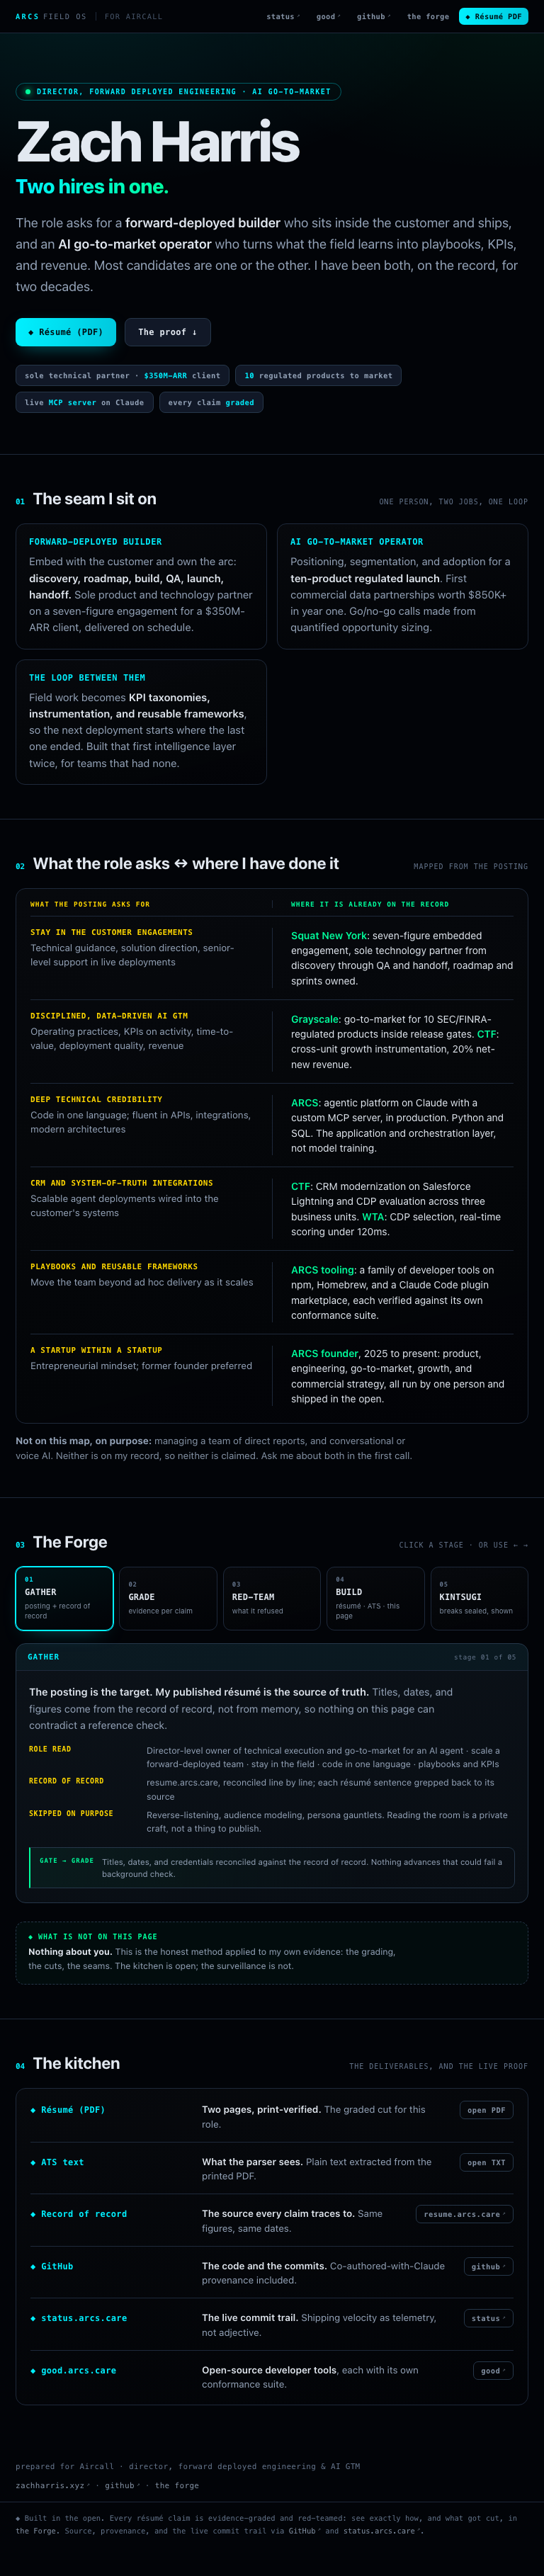 ARCS FIELD OS | FOR AIRCALL
status↗ good↗ github↗ the forge ◆ Résumé PDF
DIRECTOR, FORWARD DEPLOYED ENGINEERING · AI GO-TO-MARKET
Zach Harris
Two hires in one.
The role asks for a forward-deployed builder who sits inside the customer and ships,
and an AI go-to-market operator who turns what the field learns into playbooks, KPIs,
and revenue. Most candidates are one or the other. I have been both, on the record, for
two decades.
◆ Résumé (PDF) The proof ↓
sole technical partner · $350M-ARR client 10 regulated products to market
live MCP server on Claude every claim graded
01 The seam I sit on ONE PERSON, TWO JOBS, ONE LOOP
FORWARD-DEPLOYED BUILDER
Embed with the customer and own the arc:
discovery, roadmap, build, QA, launch,
handoff. Sole product and technology partner
on a seven-figure engagement for a $350M-
ARR client, delivered on schedule.
AI GO-TO-MARKET OPERATOR
Positioning, segmentation, and adoption for a
ten-product regulated launch. First
commercial data partnerships worth $850K+
in year one. Go/no-go calls made from
quantified opportunity sizing.
THE LOOP BETWEEN THEM
Field work becomes KPI taxonomies,
instrumentation, and reusable frameworks,
so the next deployment starts where the last
one ended. Built that first intelligence layer
twice, for teams that had none.
02 What the role asks ↔ where I have done it MAPPED FROM THE POSTING
WHAT THE POSTING ASKS FOR WHERE IT IS ALREADY ON THE RECORD
STAY IN THE CUSTOMER ENGAGEMENTS
Technical guidance, solution direction, senior-
level support in live deployments
Squat New York: seven-figure embedded
engagement, sole technology partner from
discovery through QA and handoff, roadmap and
sprints owned.
DISCIPLINED, DATA-DRIVEN AI GTM
Operating practices, KPIs on activity, time-to-
value, deployment quality, revenue
Grayscale: go-to-market for 10 SEC/FINRA-
regulated products inside release gates. CTF:
cross-unit growth instrumentation, 20% net-
new revenue.
DEEP TECHNICAL CREDIBILITY
Code in one language; fluent in APIs, integrations,
modern architectures
ARCS: agentic platform on Claude with a
custom MCP server, in production. Python and
SQL. The application and orchestration layer,
not model training.
CRM AND SYSTEM-OF-TRUTH INTEGRATIONS
Scalable agent deployments wired into the
customer's systems
CTF: CRM modernization on Salesforce
Lightning and CDP evaluation across three
business units. WTA: CDP selection, real-time
scoring under 120ms.
PLAYBOOKS AND REUSABLE FRAMEWORKS
Move the team beyond ad hoc delivery as it scales
ARCS tooling: a family of developer tools on
npm, Homebrew, and a Claude Code plugin
marketplace, each verified against its own
conformance suite.
A STARTUP WITHIN A STARTUP
Entrepreneurial mindset; former founder preferred
ARCS founder, 2025 to present: product,
engineering, go-to-market, growth, and
commercial strategy, all run by one person and
shipped in the open.
Not on this map, on purpose: managing a team of direct reports, and conversational or
voice AI. Neither is on my record, so neither is claimed. Ask me about both in the first call.
03 The Forge CLICK A STAGE · OR USE ← →
01
GATHER
posting + record of
record
02
GRADE
evidence per claim
03
RED-TEAM
what it refused
04
BUILD
résumé · ATS · this
page
05
KINTSUGI
breaks sealed, shown
GATHER stage 01 of 05
The posting is the target. My published résumé is the source of truth. Titles, dates, and
figures come from the record of record, not from memory, so nothing on this page can
contradict a reference check.
ROLE READ
Director-level owner of technical execution and go-to-market for an AI agent · scale a
forward-deployed team · stay in the field · code in one language · playbooks and KPIs
RECORD OF RECORD
resume.arcs.care, reconciled line by line; each résumé sentence grepped back to its
source
SKIPPED ON PURPOSE
Reverse-listening, audience modeling, persona gauntlets. Reading the room is a private
craft, not a thing to publish.
GATE → GRADE
Titles, dates, and credentials reconciled against the record of record. Nothing advances that could fail a
background check.
◆ WHAT IS NOT ON THIS PAGE
Nothing about you. This is the honest method applied to my own evidence: the grading,
the cuts, the seams. The kitchen is open; the surveillance is not.
04 The kitchen THE DELIVERABLES, AND THE LIVE PROOF
◆ Résumé (PDF) Two pages, print-verified. The graded cut for this
role. open PDF
◆ ATS text What the parser sees. Plain text extracted from the
printed PDF. open TXT
◆ Record of record The source every claim traces to. Same
figures, same dates. resume.arcs.care↗
◆ GitHub The code and the commits. Co-authored-with-Claude
provenance included. github↗
◆ status.arcs.care The live commit trail. Shipping velocity as telemetry,
not adjective. status↗
◆ good.arcs.care Open-source developer tools, each with its own
conformance suite. good↗
prepared for Aircall · director, forward deployed engineering & AI GTM
zachharris.xyz↗ · github↗ · the forge
◆ Built in the open. Every résumé claim is evidence-graded and red-teamed: see exactly how, and what got cut, in
the Forge. Source, provenance, and the live commit trail via GitHub↗ and status.arcs.care↗.